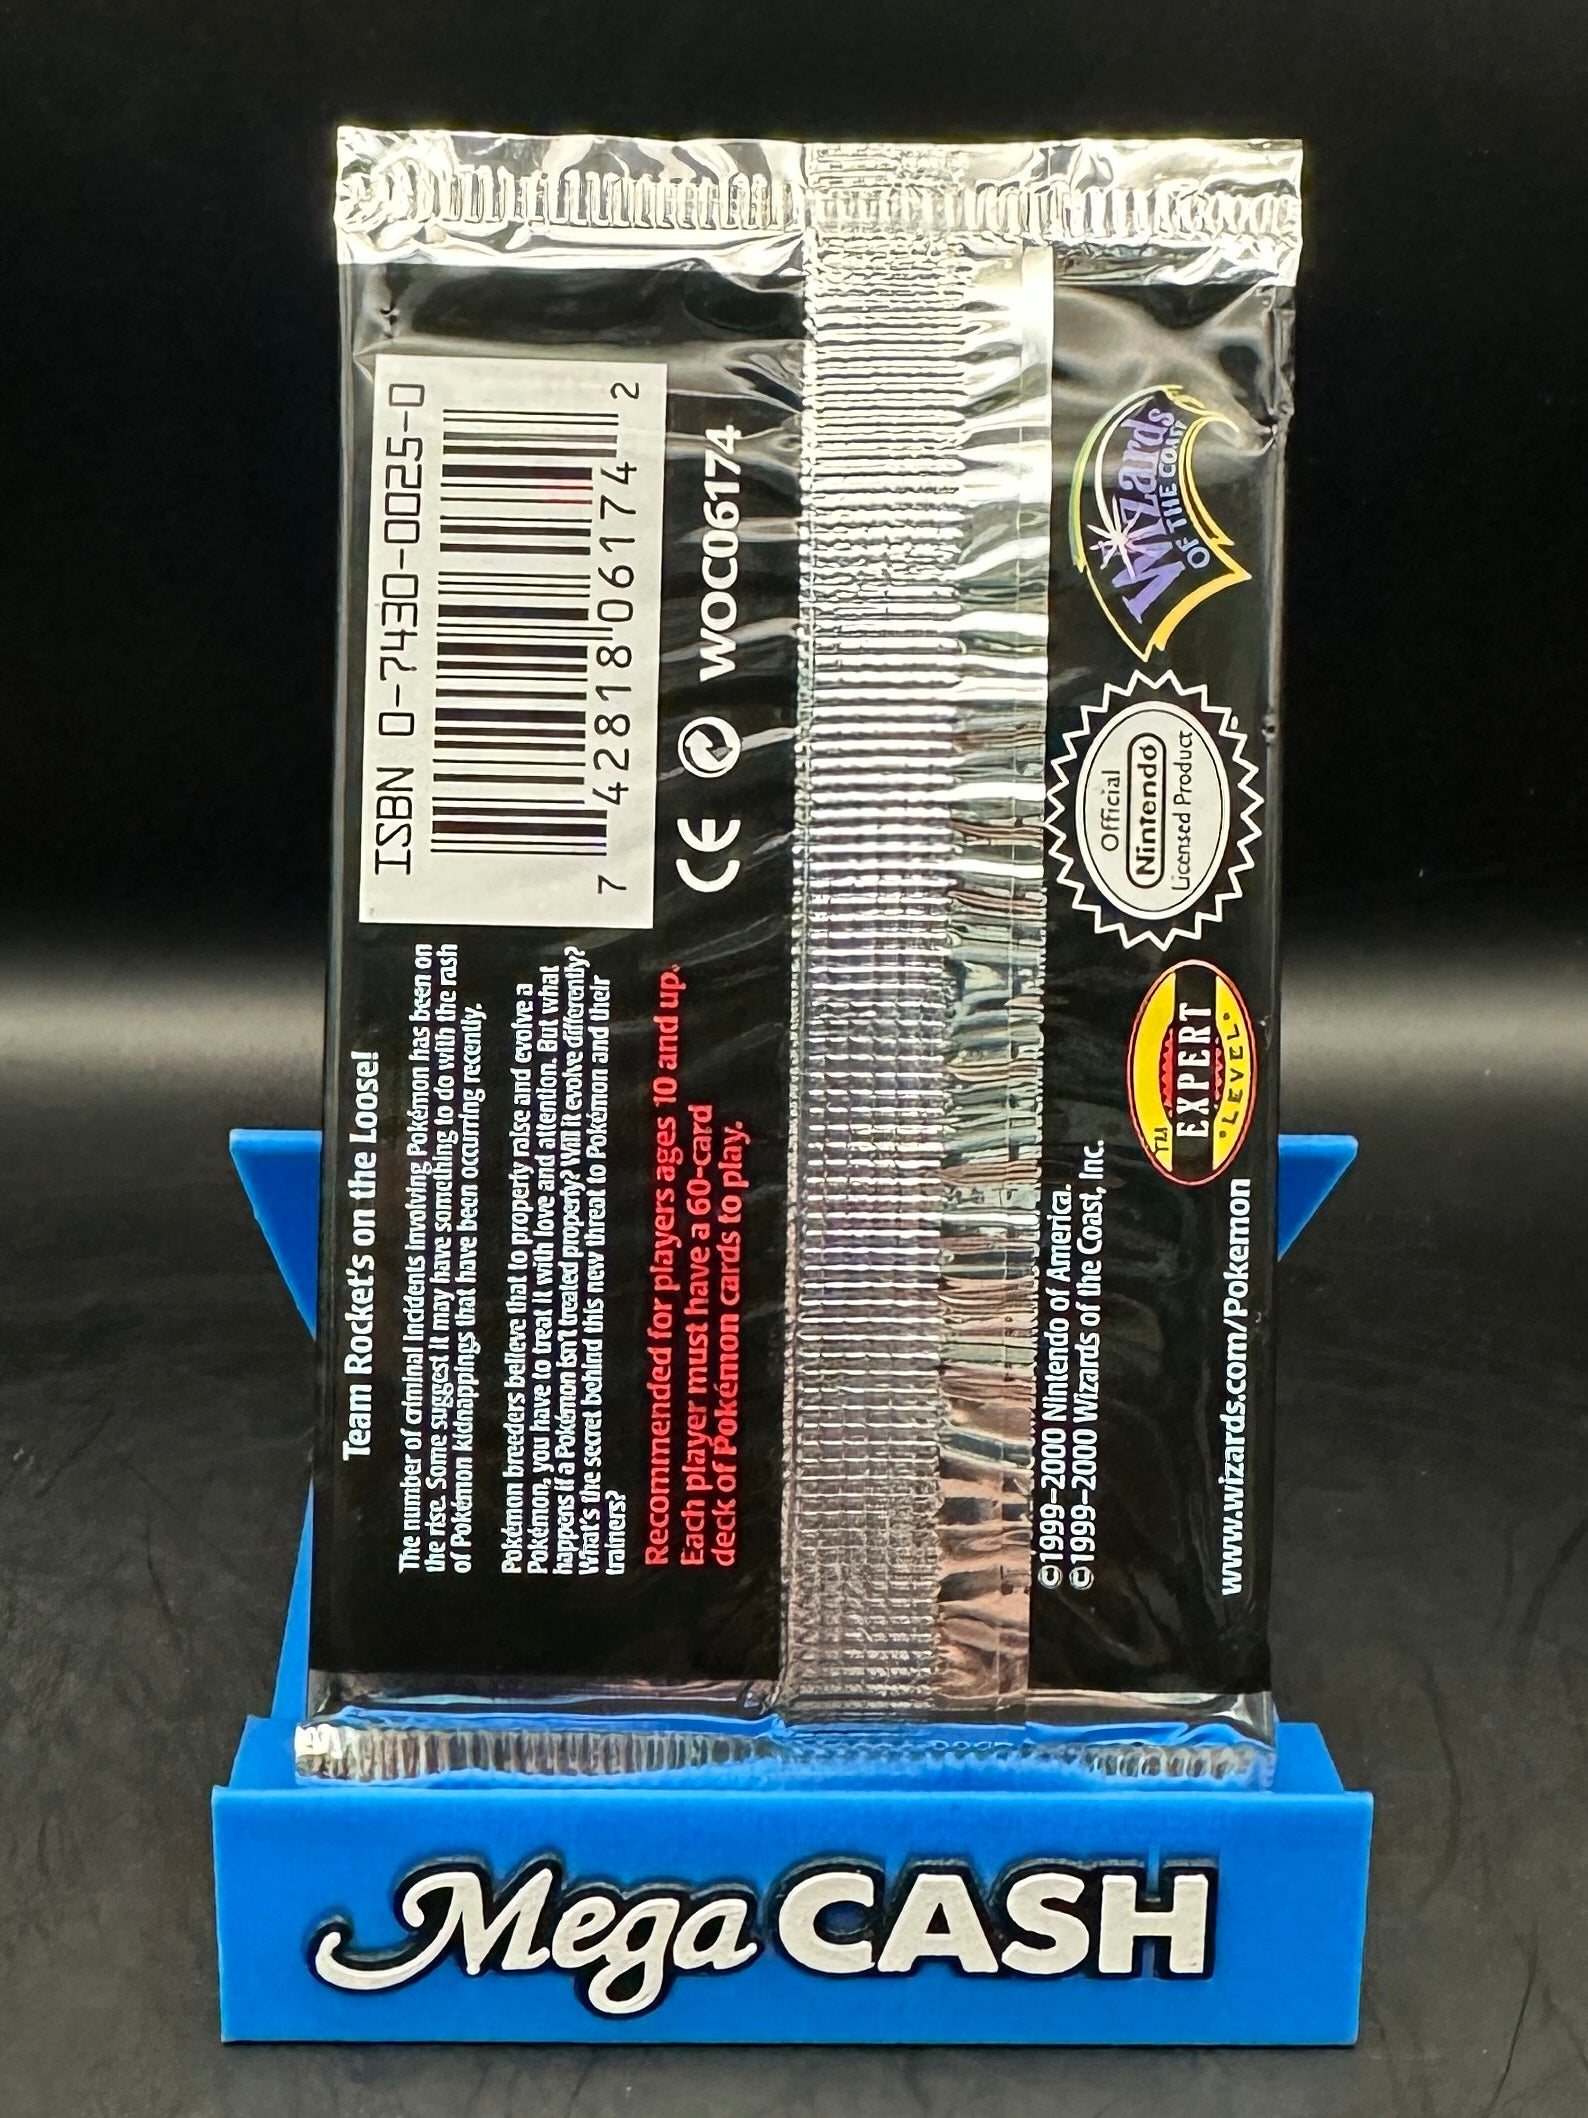 Team Rocket's on the Loose!
The number of criminal incidents involving Pokémon has been on
the rise. Some suggest it may have something to do with the rash
of Pokémon kidnappings that have been occurring recently.
Pokémon breeders believe that to properly raise and evolve a
Pokémon, you have to treat it with love and attention. But what
happens if a Pokémon isn't treated properly? Will it evolve differently?
What's the secret behind this new threat to Pokémon and their
trainers?
Recommended for players ages 10 and up.
Each player must have a 60-card
deck of Pokémon cards to play.
ISBN 0-7430-0025-0
7 42818 06174 2
CE WOC06174
©1999–2000 Nintendo of America.
©1999–2000 Wizards of the Coast, Inc.
www.wizards.com/Pokemon
TM
EXPERT
LEVEL
Official
Nintendo
Licensed Product
Wizards
OF THE COAST
Mega CASH